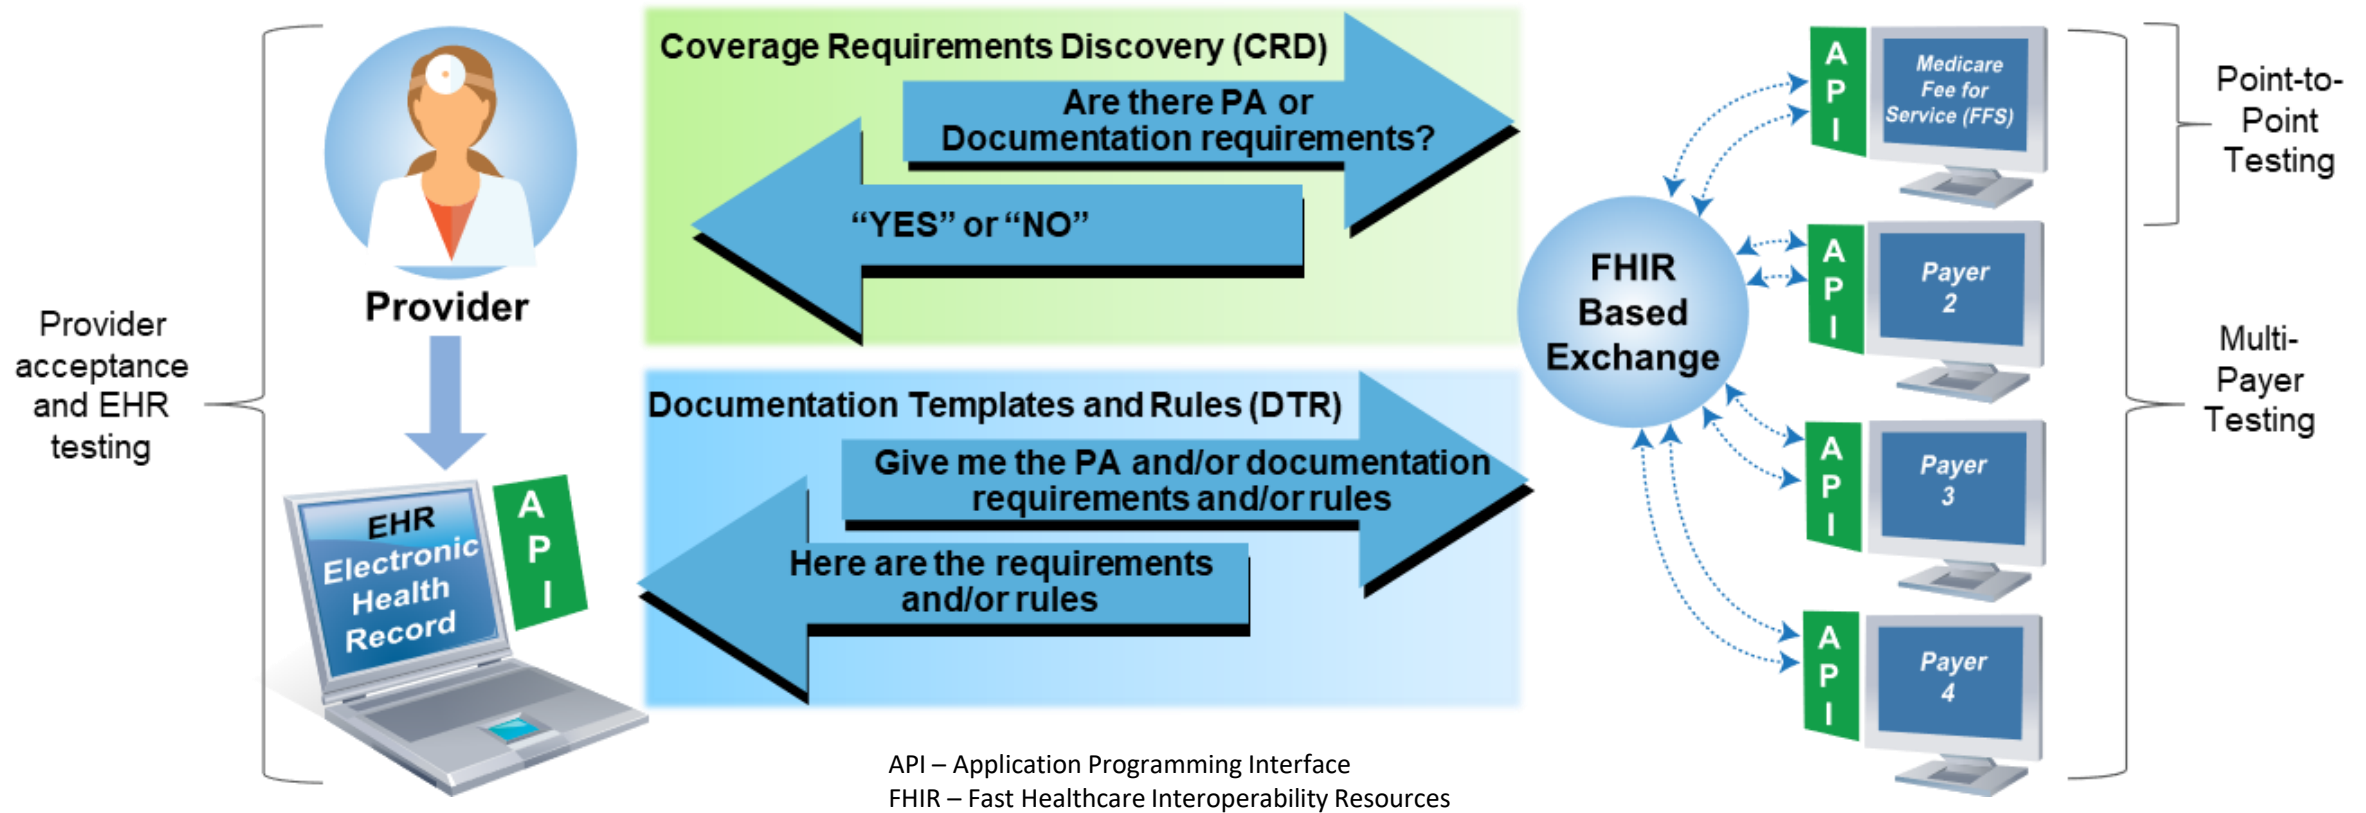 Provider
acceptance
and EHR
testing
Provider
EHR
Electronic
Health
Record
A
P
I
Coverage Requirements Discovery (CRD)
Are there PA or
Documentation requirements?
“YES” or “NO”
Documentation Templates and Rules (DTR)
Give me the PA and/or documentation
requirements and/or rules
Here are the requirements
and/or rules
FHIR
Based
Exchange
A
P
I
Medicare
Fee for
Service (FFS)
A
P
I
Payer
2
A
P
I
Payer
3
A
P
I
Payer
4
Point-to-
Point
Testing
Multi-
Payer
Testing
API – Application Programming Interface
FHIR – Fast Healthcare Interoperability Resources